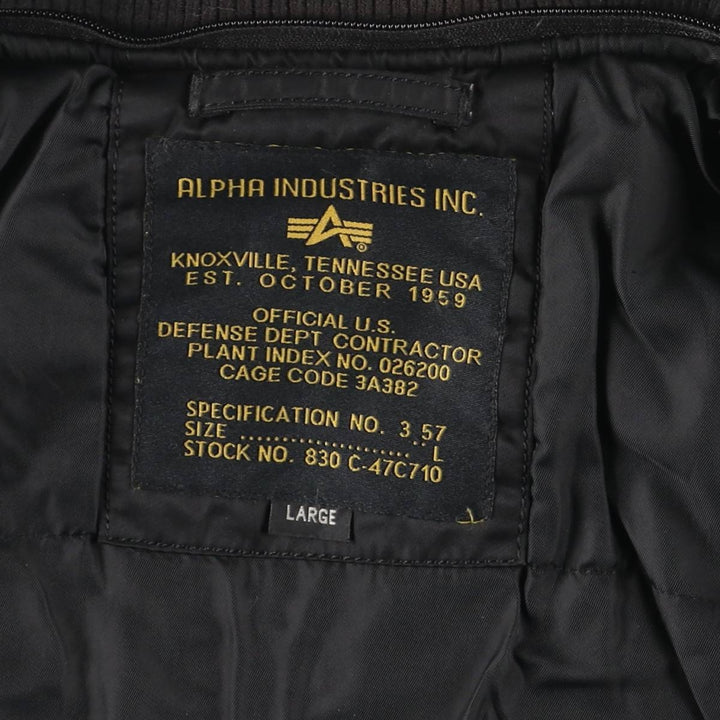 ALPHA INDUSTRIES INC.
KNOXVILLE, TENNESSEE USA
EST. OCTOBER 1959
OFFICIAL U.S.
DEFENSE DEPT CONTRACTOR
PLANT INDEX NO. 026200
CAGE CODE 3A382
SPECIFICATION NO. 3.57
SIZE ........................ L
STOCK NO. 830 C-47C710
LARGE